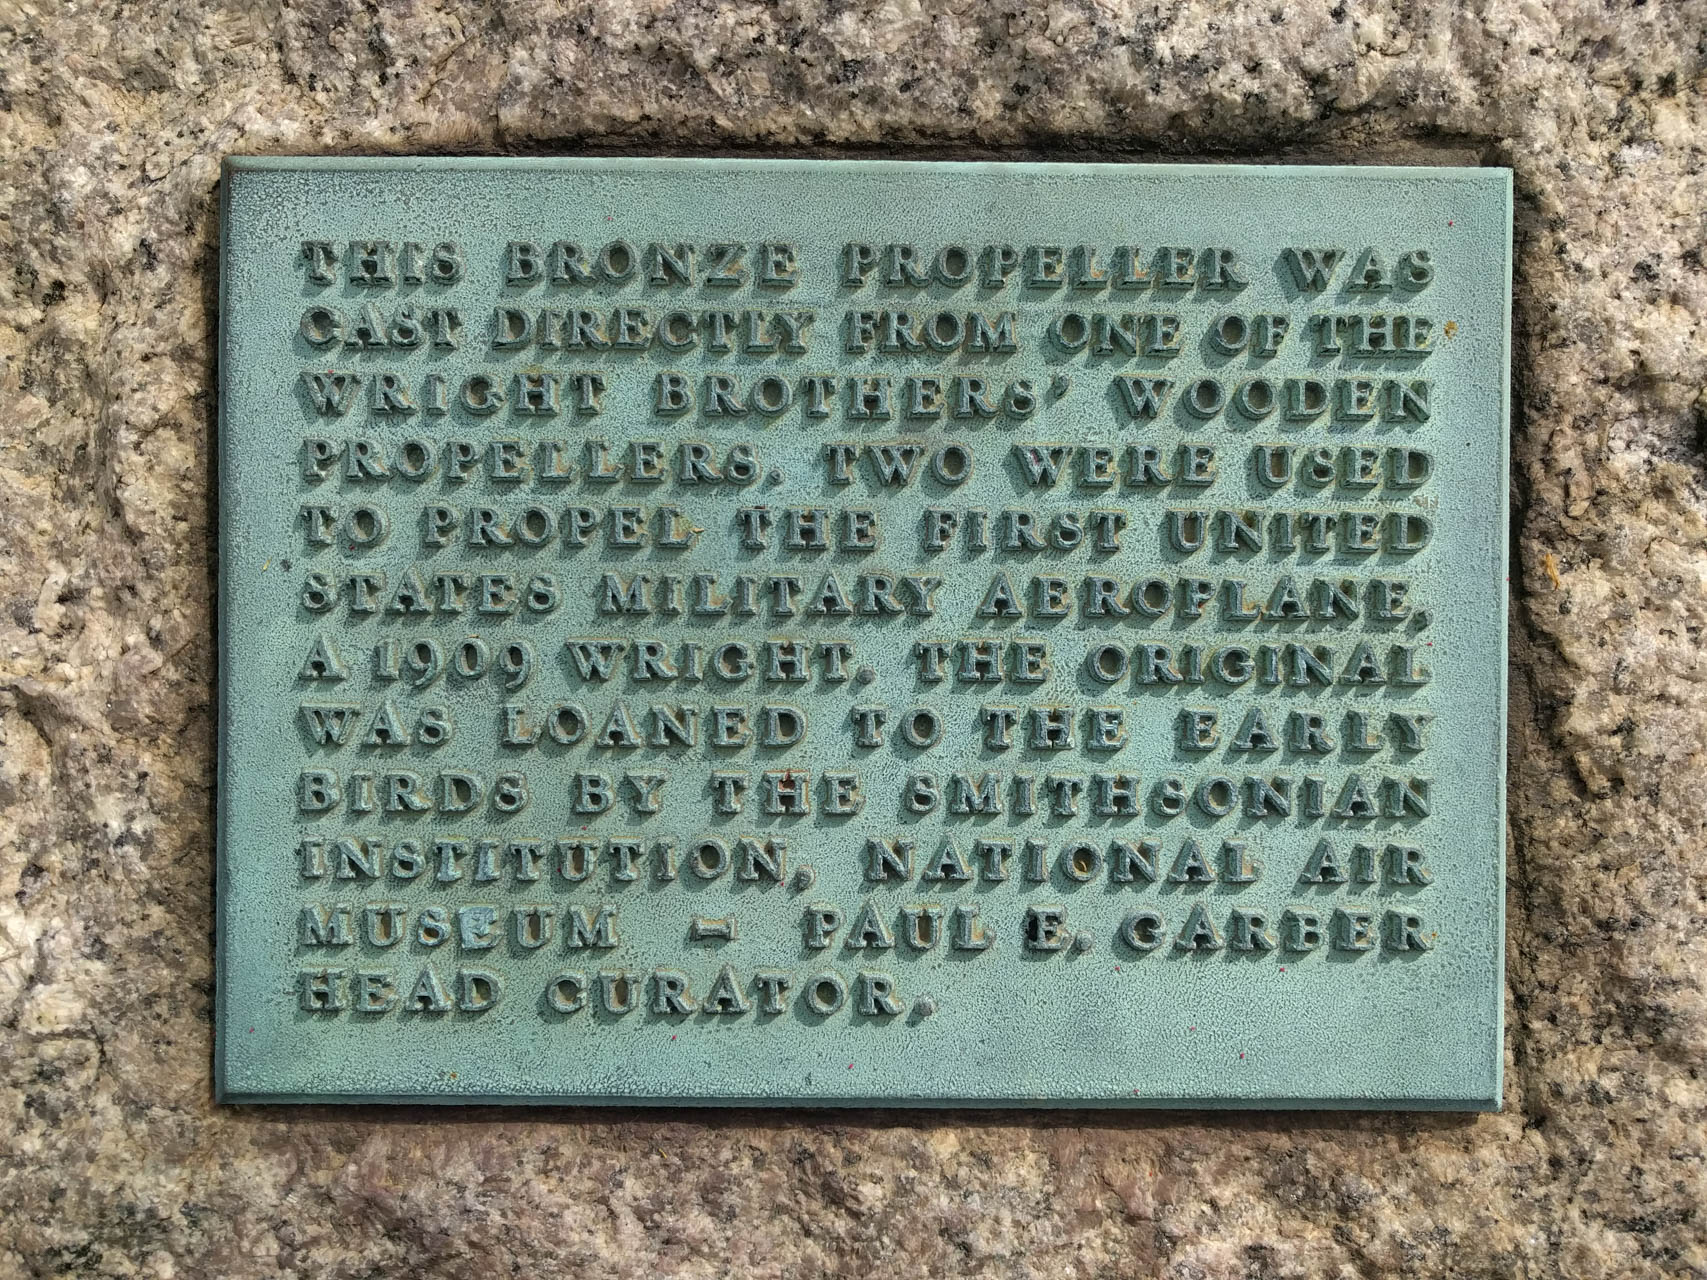 THIS BRONZE PROPELLER WAS
CAST DIRECTLY FROM ONE OF THE
WRIGHT BROTHERS' WOODEN
PROPELLERS. TWO WERE USED
TO PROPEL THE FIRST UNITED
STATES MILITARY AEROPLANE,
A 1909 WRIGHT. THE ORIGINAL
WAS LOANED TO THE EARLY
BIRDS BY THE SMITHSONIAN
INSTITUTION, NATIONAL AIR
MUSEUM - PAUL E. GARBER
HEAD CURATOR.